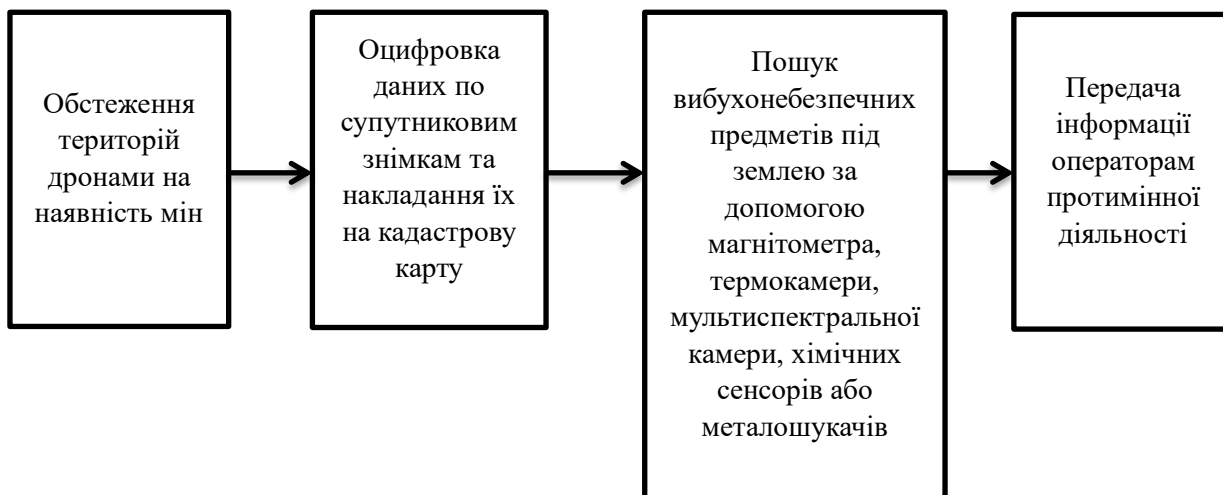 Обстеження
територій
дронами на
наявність мін
Оцифровка
даних по
супутниковим
знімкам та
накладання їх
на кадастрову
карту
Пошук
вибухонебезпечних
предметів під
землею за
допомогою
магнітометра,
термокамери,
мультиспектральної
камери, хімічних
сенсорів або
металошукачів
Передача
інформації
операторам
протимінної
діяльності